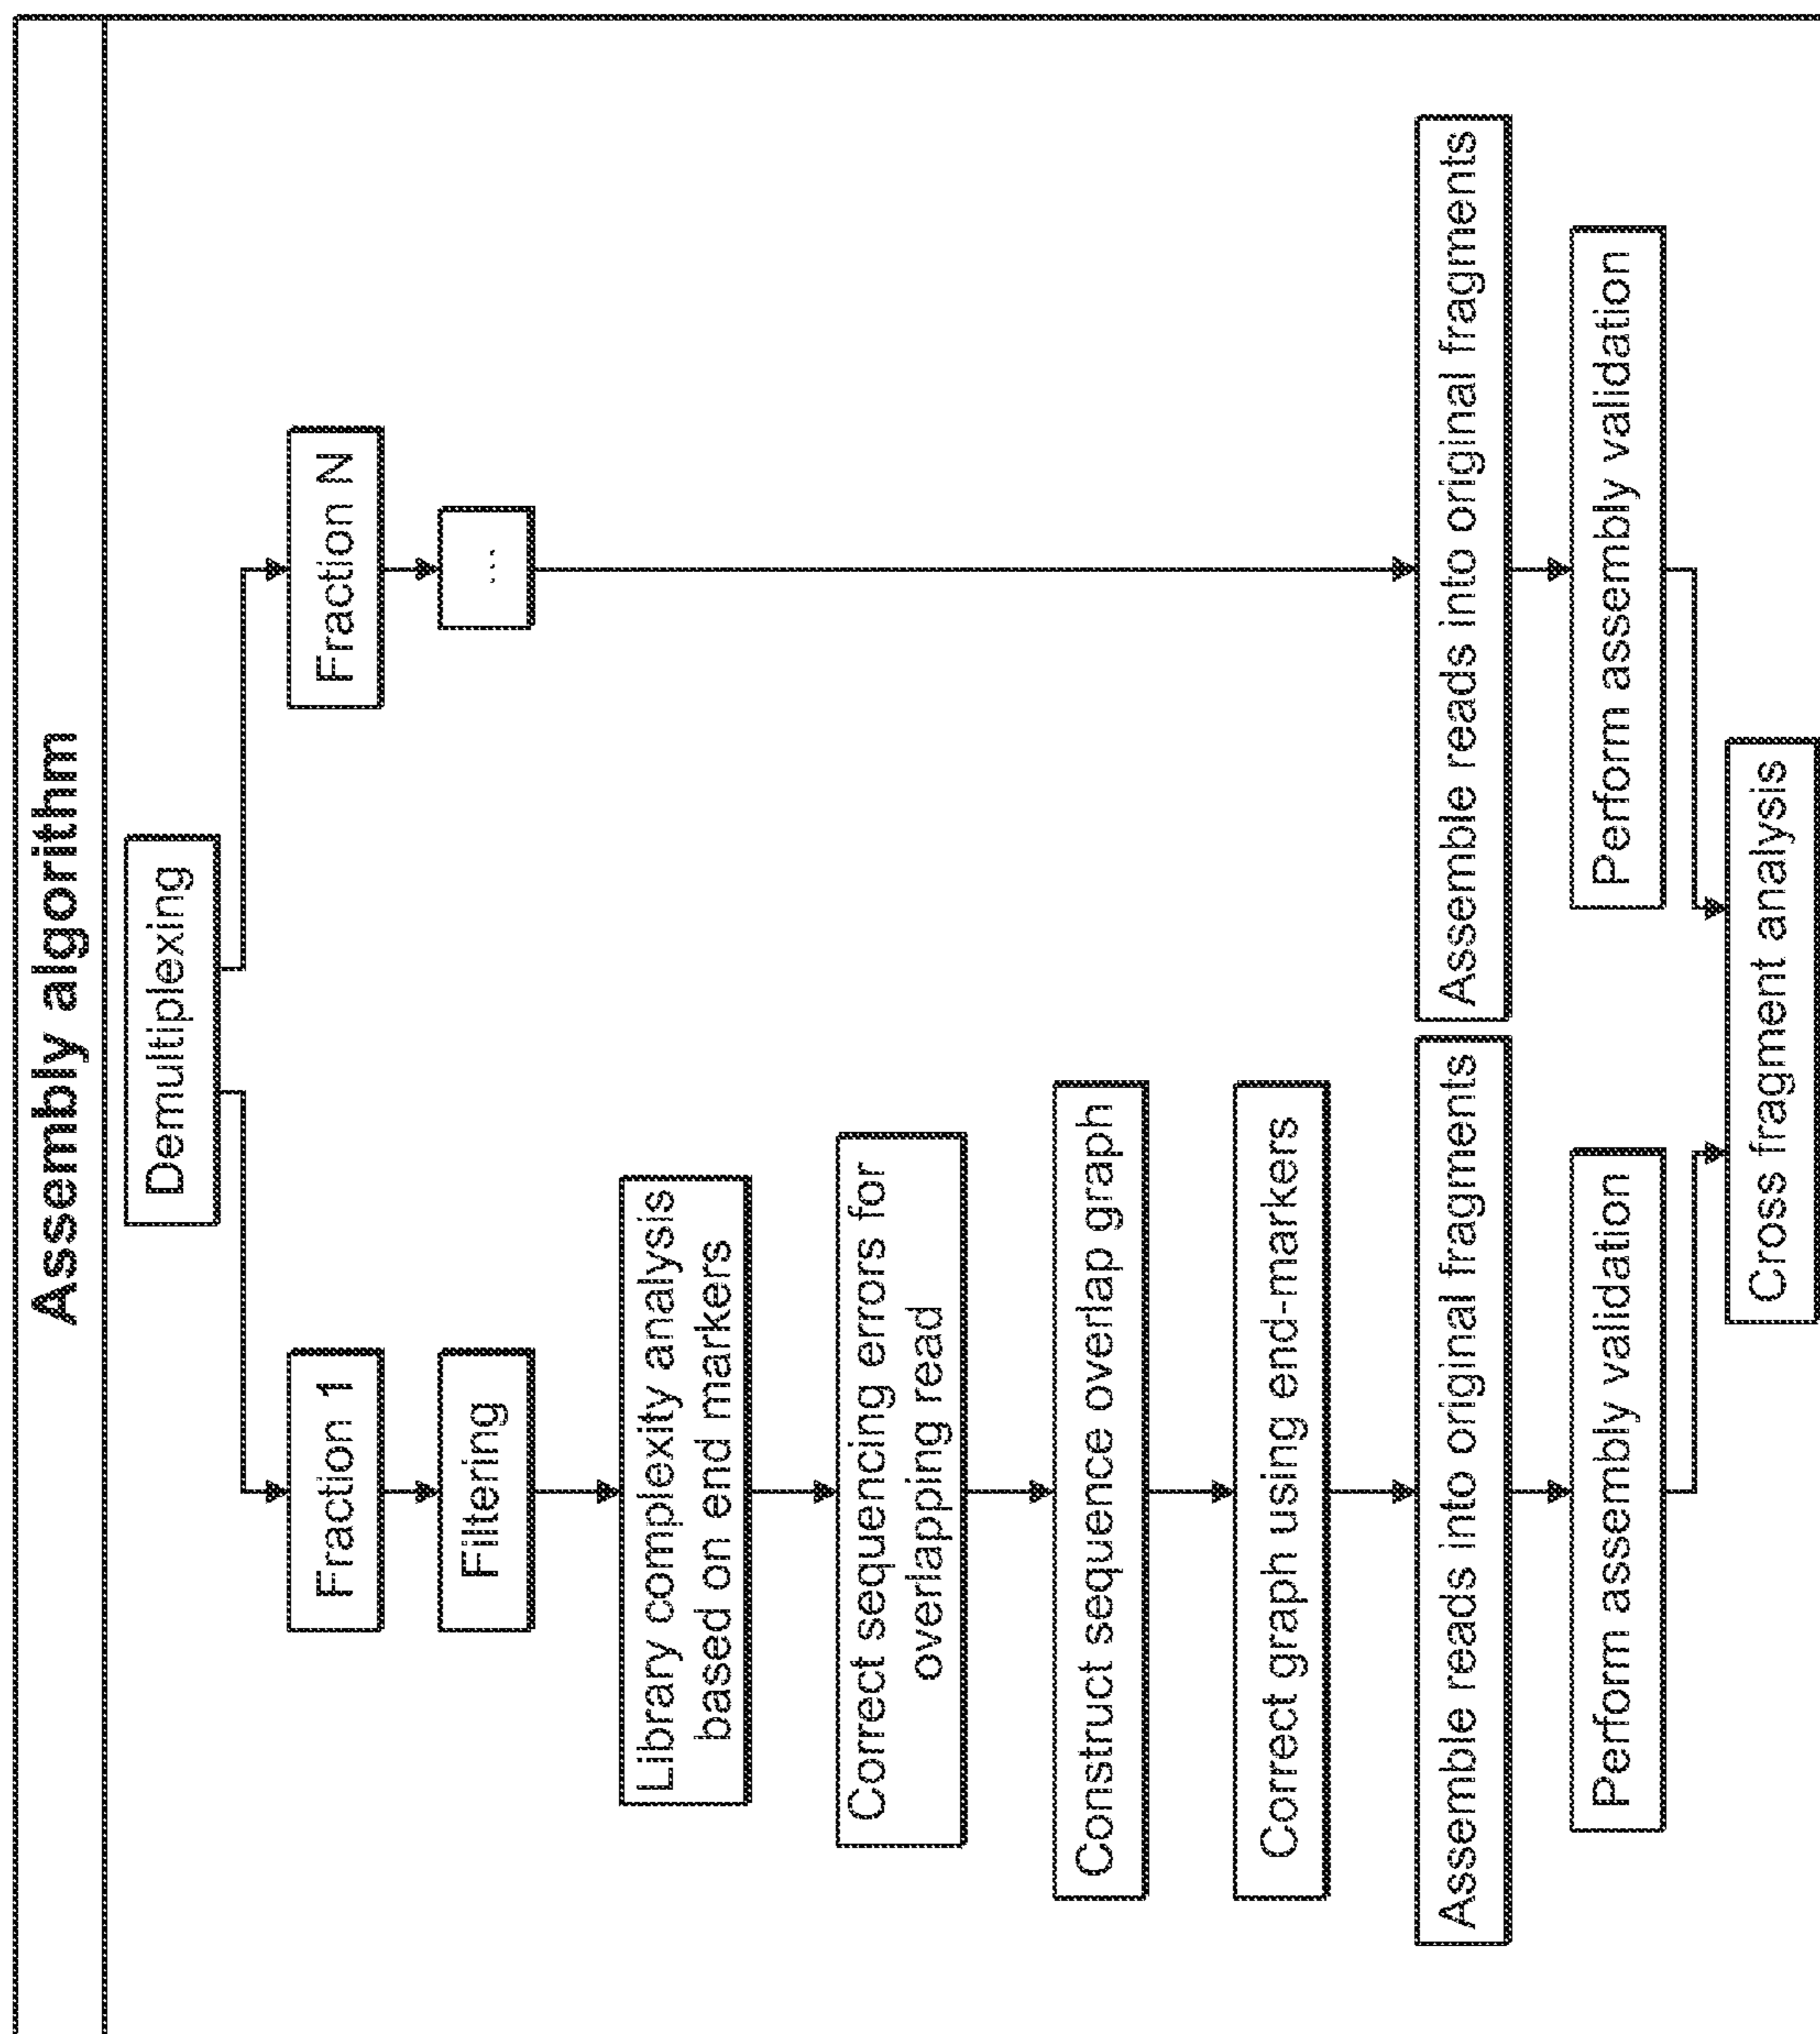 Assembly algorithm
Demultiplexing
Fraction 1
Fraction N
Filtering
...
Library complexity analysis
based on end markers
Correct sequencing errors for
overlapping read
Construct sequence overlap graph
Correct graph using end-markers
Assemble reads into original fragments
Assemble reads into original fragments
Perform assembly validation
Perform assembly validation
Cross fragment analysis